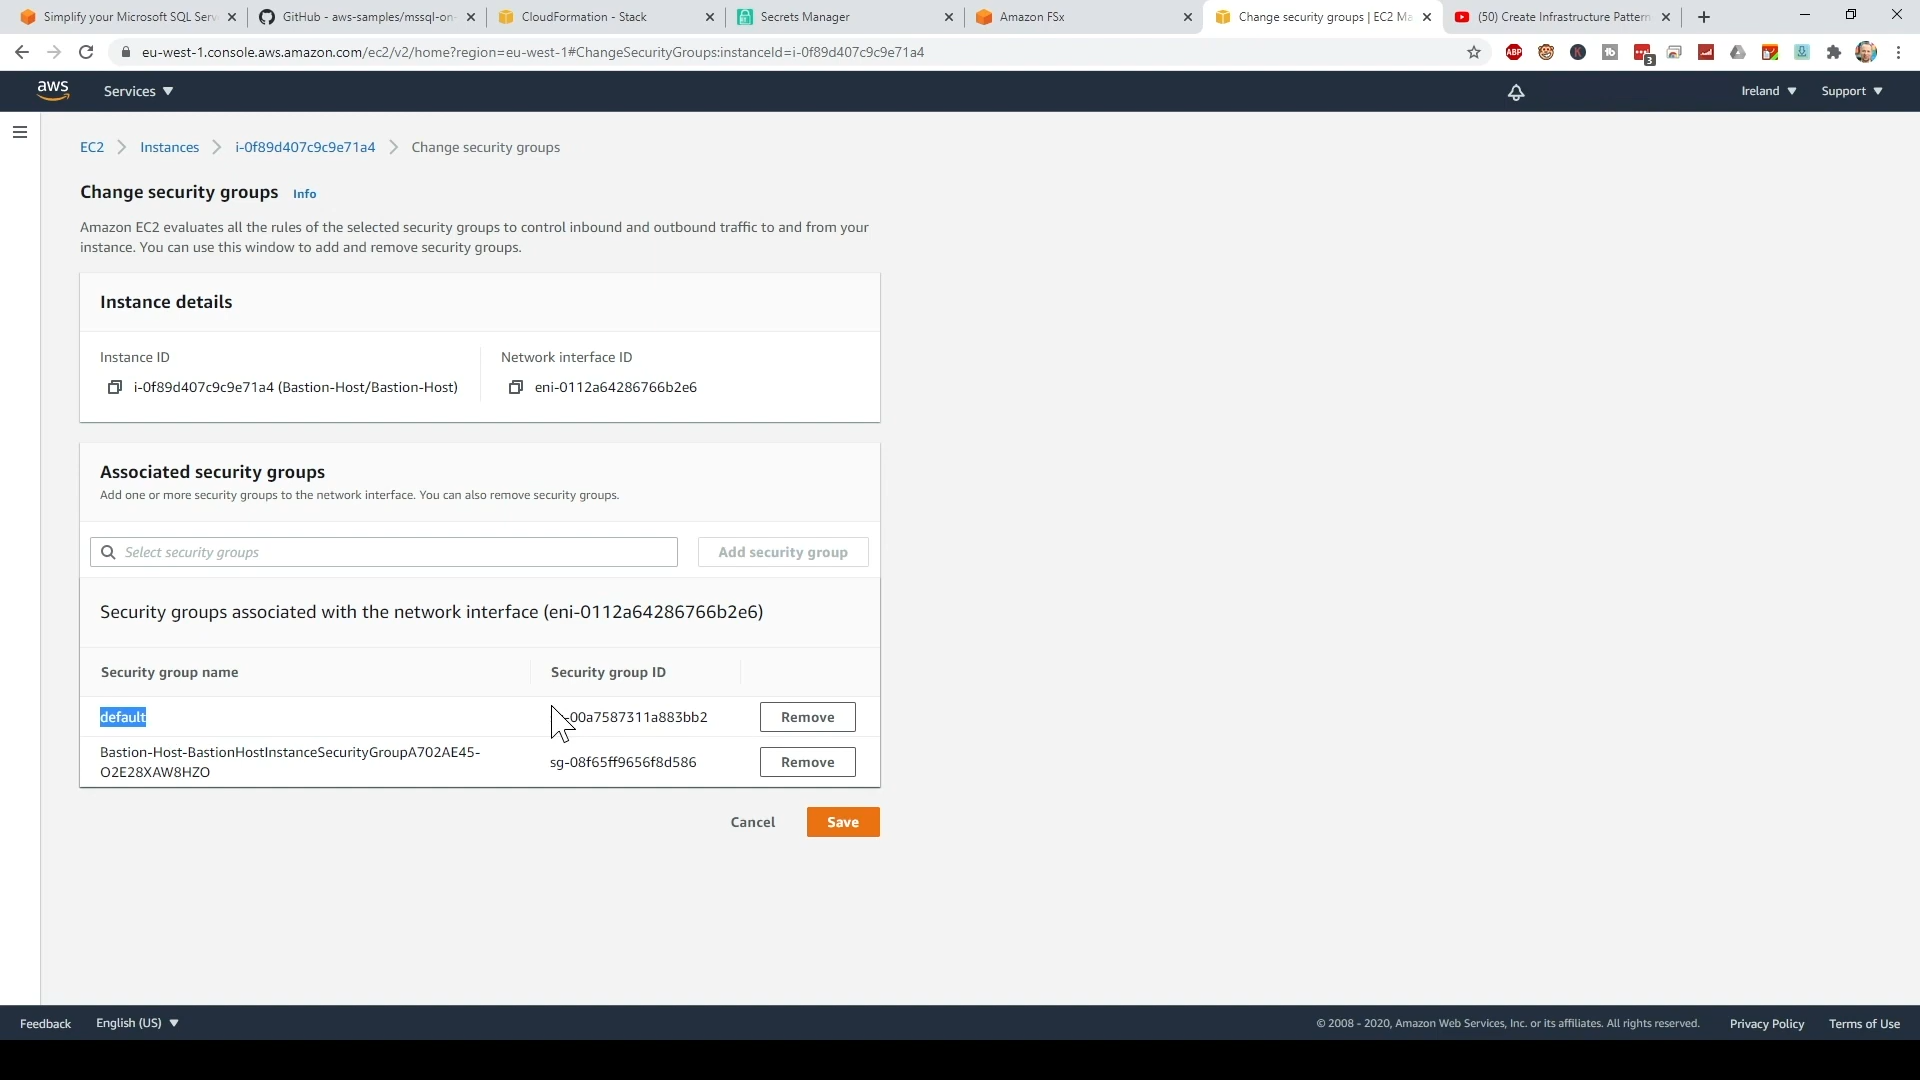 Simplify your Microsoft SQL Serv
GitHub - aws-samples/mssql-on-
CloudFormation - Stack
Secrets Manager
Amazon FSx
Change security groups | EC2 Ma
(50) Create Infrastructure Pattern
eu-west-1.console.aws.amazon.com/ec2/v2/home?region=eu-west-1#ChangeSecurityGroups:instanceId=i-0f89d407c9c9e71a4
ABP
K
3
aws
Services
Ireland
Support
EC2
Instances
i-0f89d407c9c9e71a4
Change security groups
Change security groups
Info
Amazon EC2 evaluates all the rules of the selected security groups to control inbound and outbound traffic to and from your
instance. You can use this window to add and remove security groups.
Instance details
Instance ID
Network interface ID
i-0f89d407c9c9e71a4 (Bastion-Host/Bastion-Host)
eni-0112a64286766b2e6
Associated security groups
Add one or more security groups to the network interface. You can also remove security groups.
Select security groups
Add security group
Security groups associated with the network interface (eni-0112a64286766b2e6)
Security group name
Security group ID
default
-00a7587311a883bb2
Remove
Bastion-Host-BastionHostInstanceSecurityGroupA702AE45-
O2E28XAW8HZO
sg-08f65ff9656f8d586
Remove
Cancel
Save
Feedback
English (US)
© 2008 - 2020, Amazon Web Services, Inc. or its affiliates. All rights reserved.
Privacy Policy
Terms of Use